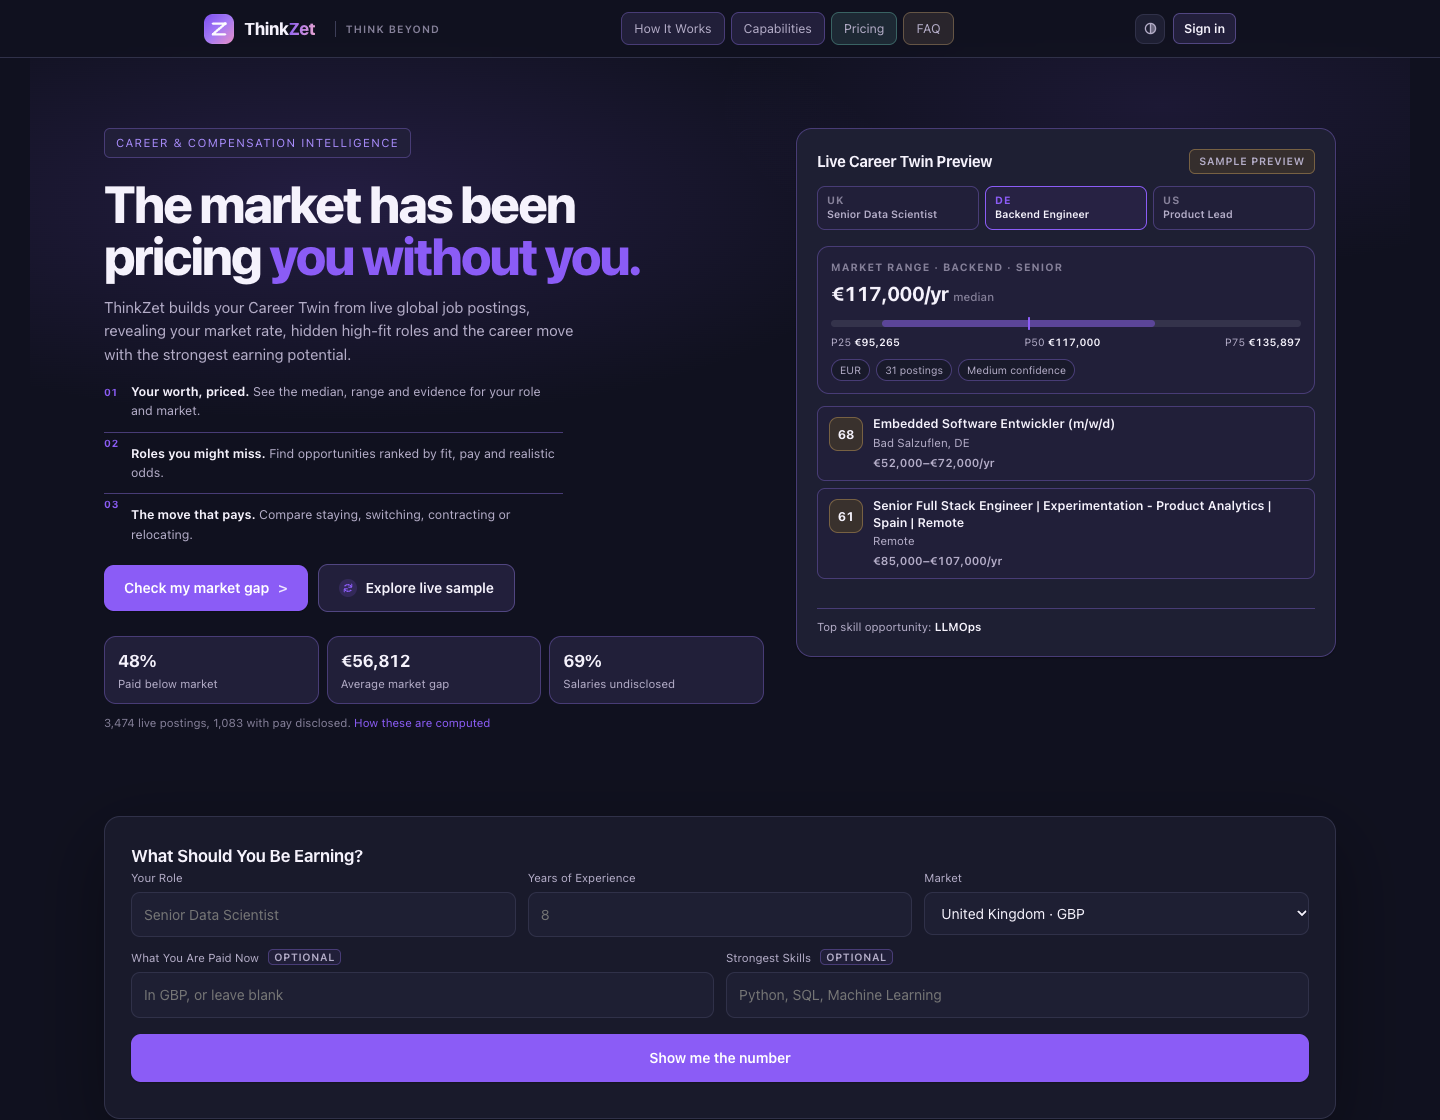 ThinkZet
THINK BEYOND
How It Works
Capabilities
Pricing
FAQ
Sign in
CAREER & COMPENSATION INTELLIGENCE
The market has been
pricing you without you.
ThinkZet builds your Career Twin from live global job postings,
revealing your market rate, hidden high-fit roles and the career move
with the strongest earning potential.
01 Your worth, priced. See the median, range and evidence for your role
and market.
02 Roles you might miss. Find opportunities ranked by fit, pay and realistic
odds.
03 The move that pays. Compare staying, switching, contracting or
relocating.
Check my market gap >
Explore live sample
48%
Paid below market
€56,812
Average market gap
69%
Salaries undisclosed
3,474 live postings, 1,083 with pay disclosed. How these are computed
Live Career Twin Preview
SAMPLE PREVIEW
UK
Senior Data Scientist
DE
Backend Engineer
US
Product Lead
MARKET RANGE · BACKEND · SENIOR
€117,000/yr median
P25 €95,265
P50 €117,000
P75 €135,897
EUR
31 postings
Medium confidence
68
Embedded Software Entwickler (m/w/d)
Bad Salzuflen, DE
€52,000–€72,000/yr
61
Senior Full Stack Engineer | Experimentation - Product Analytics |
Spain | Remote
Remote
€85,000–€107,000/yr
Top skill opportunity: LLMOps
What Should You Be Earning?
Your Role
Senior Data Scientist
Years of Experience
8
Market
United Kingdom · GBP
What You Are Paid Now OPTIONAL
In GBP, or leave blank
Strongest Skills OPTIONAL
Python, SQL, Machine Learning
Show me the number